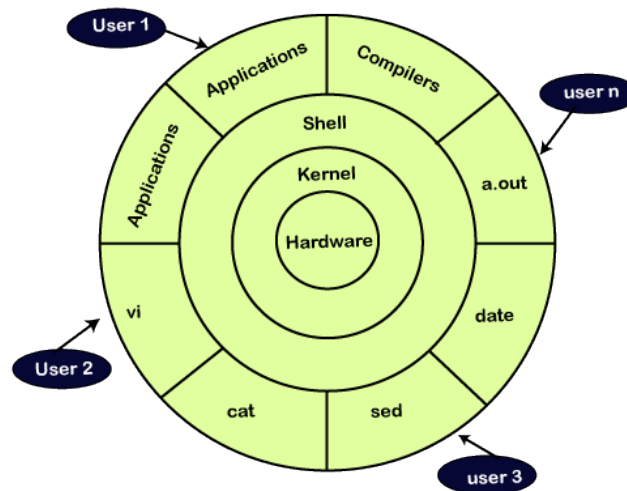 User 1
Applications
Compilers
user n
Shell
Applications
Kernel
a.out
Hardware
vi
date
User 2
cat
sed
user 3